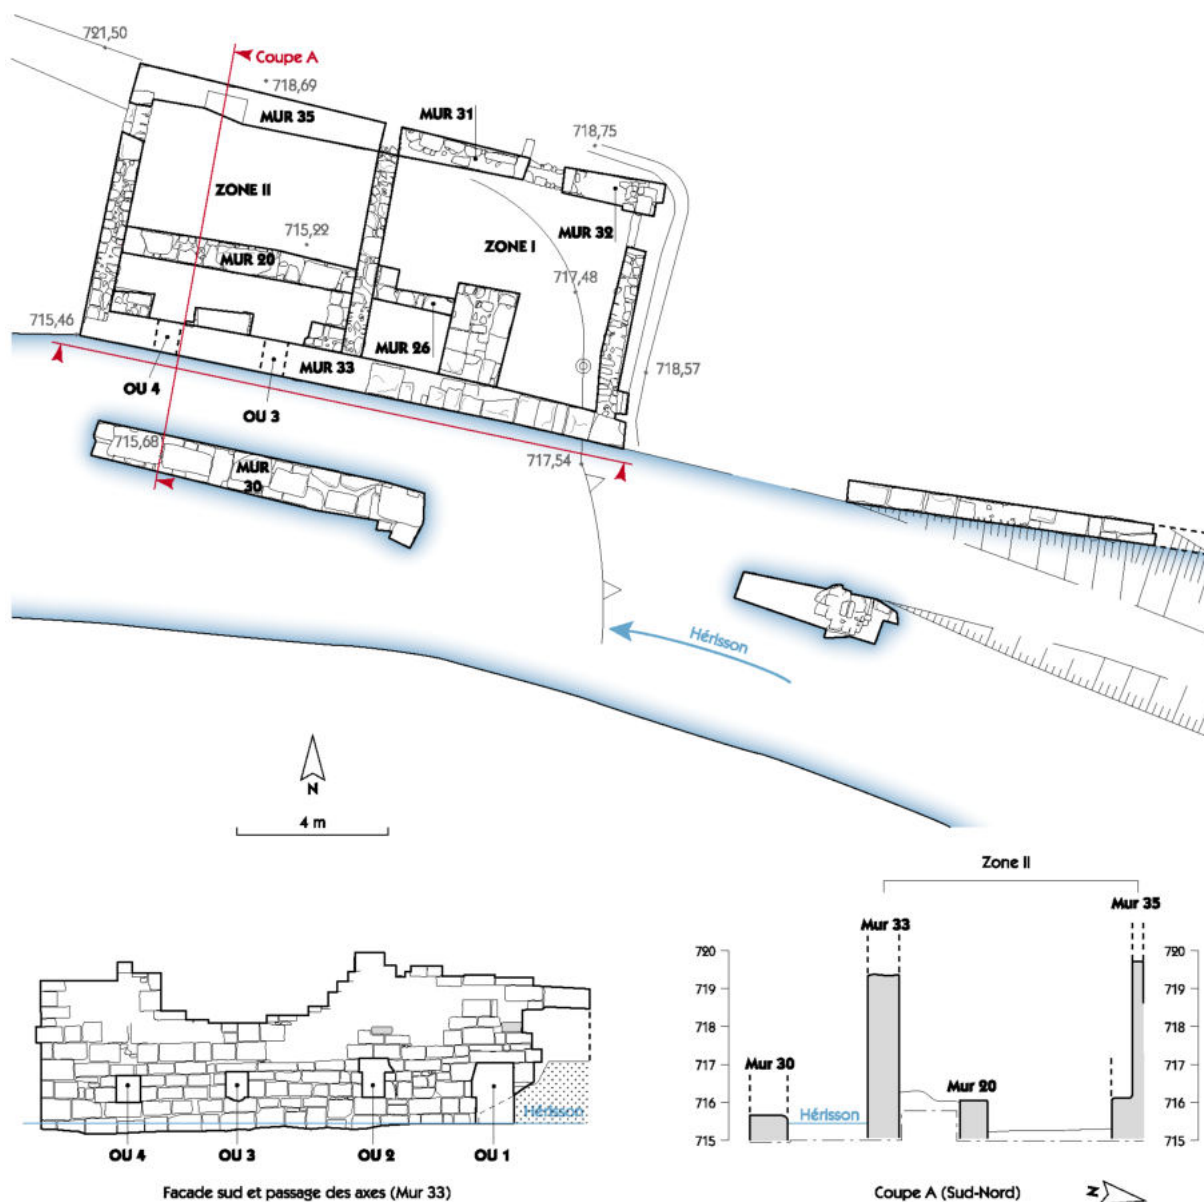 721,50
Coupe A
718,69
MUR 35
MUR 31
718,75
ZONE II
MUR 32
715,22
ZONE I
MUR 20
717,48
715,46
MUR 26
MUR 33
718,57
OU 4
OU 3
715,68
MUR
30
717,54
Hérisson
N
4 m
Zone II
Mur 35
Mur 33
720
720
719
719
718
718
717
717
Mur 30
Mur 20
716
716
Hérisson
715
715
Hérisson
OU 4
OU 3
OU 2
OU 1
Facade sud et passage des axes (Mur 33)
Coupe A (Sud-Nord)
N